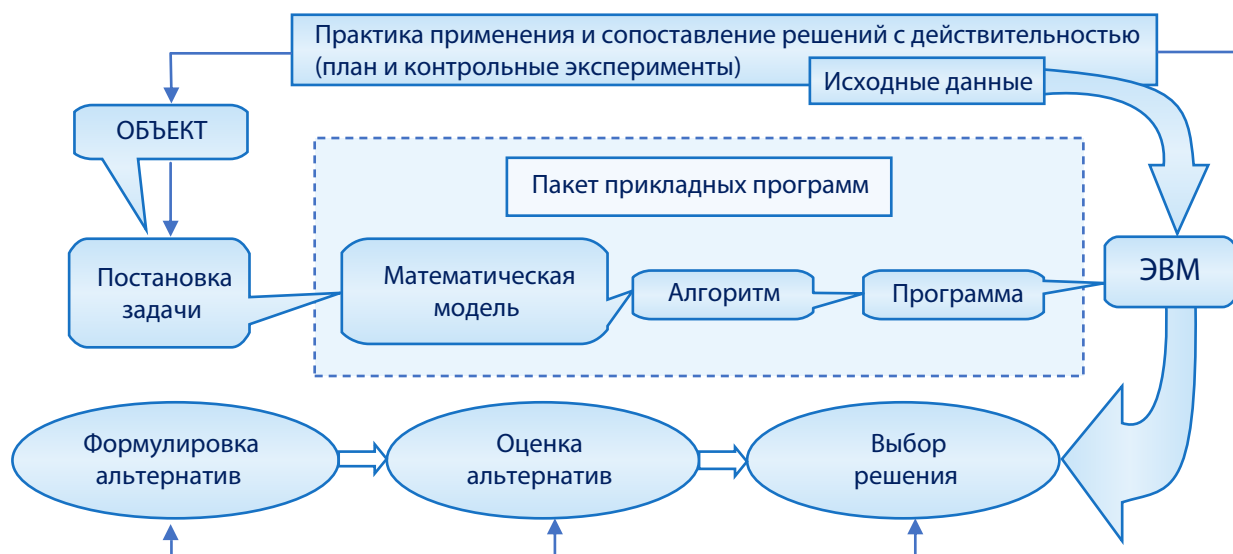 Практика применения и сопоставление решений с действительностью
(план и контрольные эксперименты)
Исходные данные
ОБЪЕКТ
Пакет прикладных программ
Постановка
задачи
Математическая
модель
Алгоритм
Программа
ЭВМ
Формулировка
альтернатив
Оценка
альтернатив
Выбор
решения